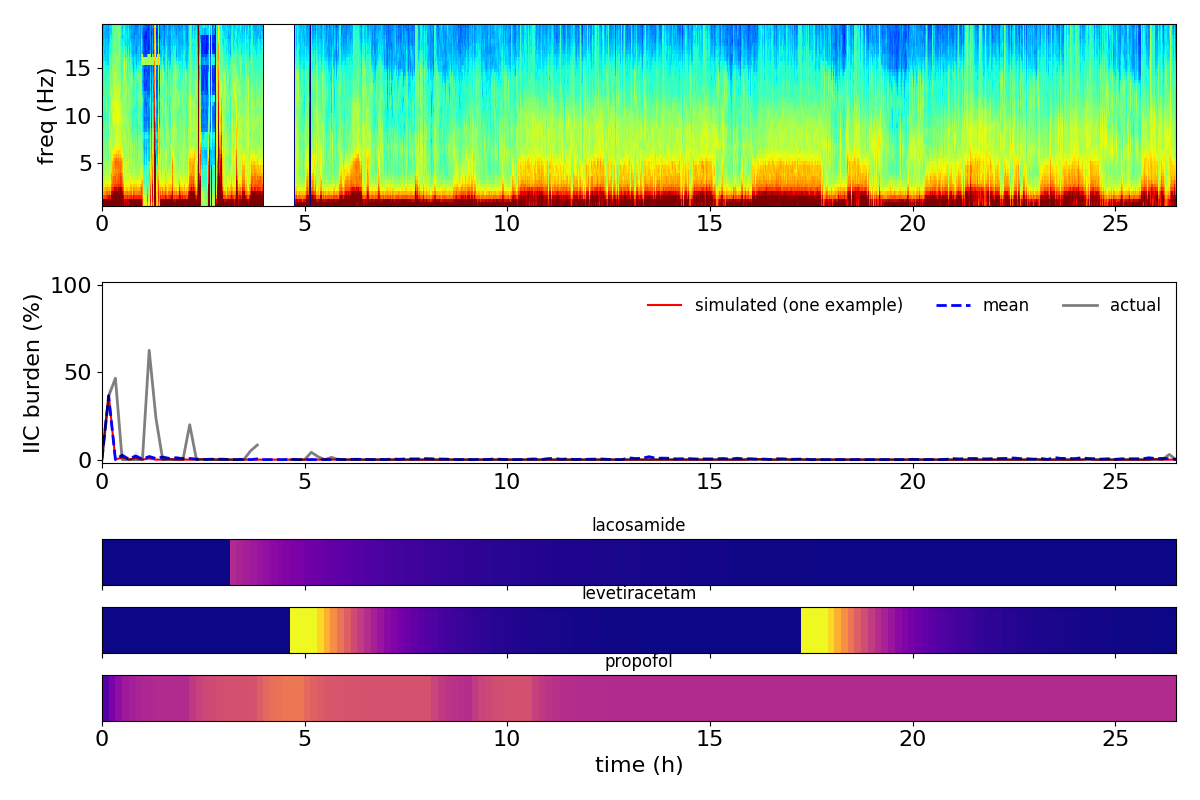 freq (Hz)
15
10
5
0 5 10 15 20 25
IIC burden (%)
100
50
0
simulated (one example) mean actual
0 5 10 15 20 25
lacosamide
levetiracetam
propofol
0 5 10 15 20 25
time (h)